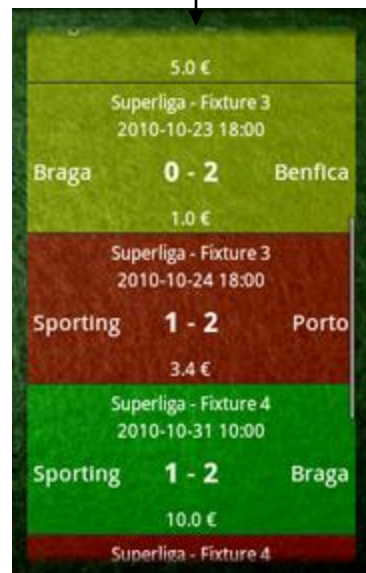 5.0 €
Superliga - Fixture 3
2010-10-23 18:00
Braga 0 - 2 Benfica
1.0 €
Superliga - Fixture 3
2010-10-24 18:00
Sporting 1 - 2 Porto
3.4 €
Superliga - Fixture 4
2010-10-31 10:00
Sporting 1 - 2 Braga
10.0 €
Superliga - Fixture 4